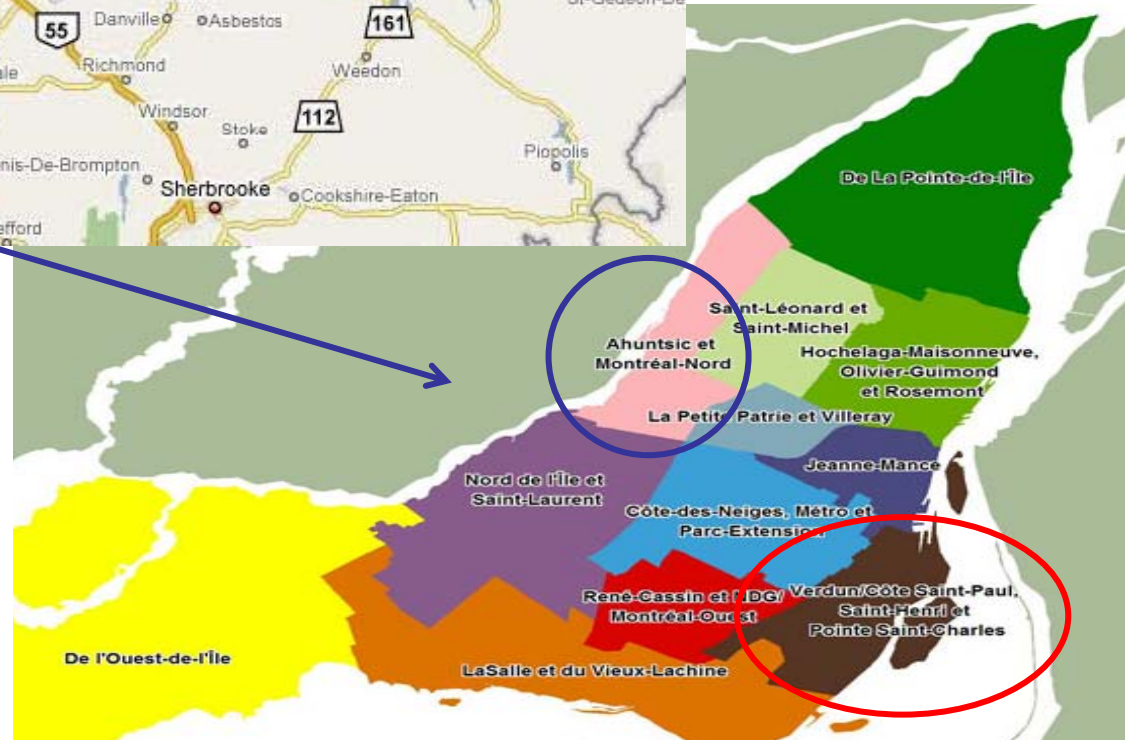 55
Danville
Asbestos
161
Richmond
Weedon
Windsor
112
Stoke
Piopolis
nis-De-Brompton
Sherbrooke
Cookshire-Eaton
efford
De La Pointe-de-l'Île
Saint-Léonard et
Saint-Michel
Ahuntsic et
Montréal-Nord
Hochelaga-Maisonneuve,
Olivier-Guimond
et Rosemont
La Petite Patrie et Villeray
Jeanne-Mance
Nord de l'Île et
Saint-Laurent
Côte-des-Neiges, Métro et
Parc-Extension
René-Cassin et NDG/
Montréal-Ouest
Verdun/Côte Saint-Paul,
Saint-Henri et
Pointe Saint-Charles
De l'Ouest-de-l'Île
LaSalle et du Vieux-Lachine